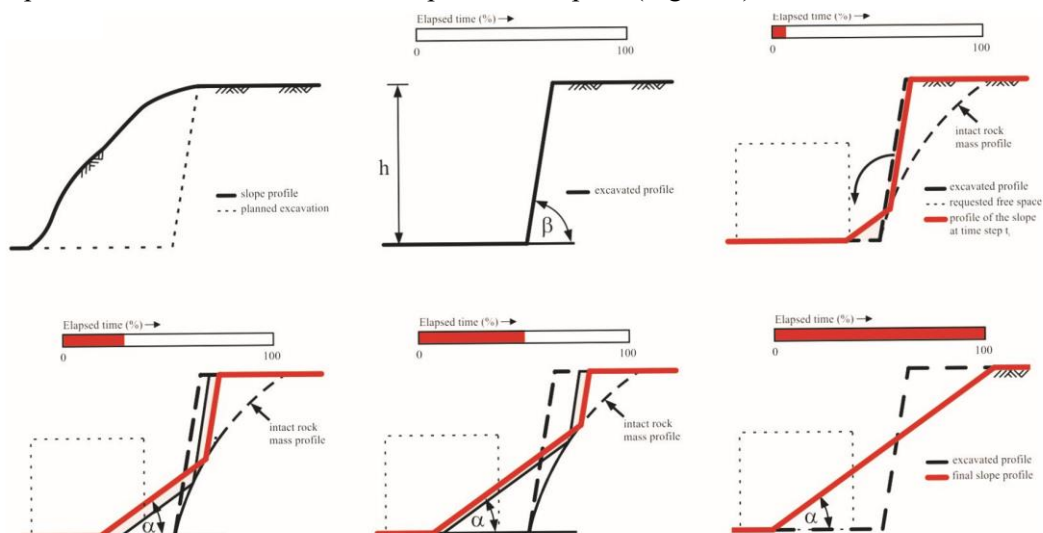 slope profile
planned excavation
Elapsed time (%) →
0 100
h
β
excavated profile
Elapsed time (%) →
0 100
intact rock
mass profile
excavated profile
requested free space
profile of the slope
at time step tᵢ
Elapsed time (%) →
0 100
intact rock
mass profile
α
Elapsed time (%) →
0 100
intact rock
mass profile
α
Elapsed time (%) →
0 100
excavated profile
final slope profile
α